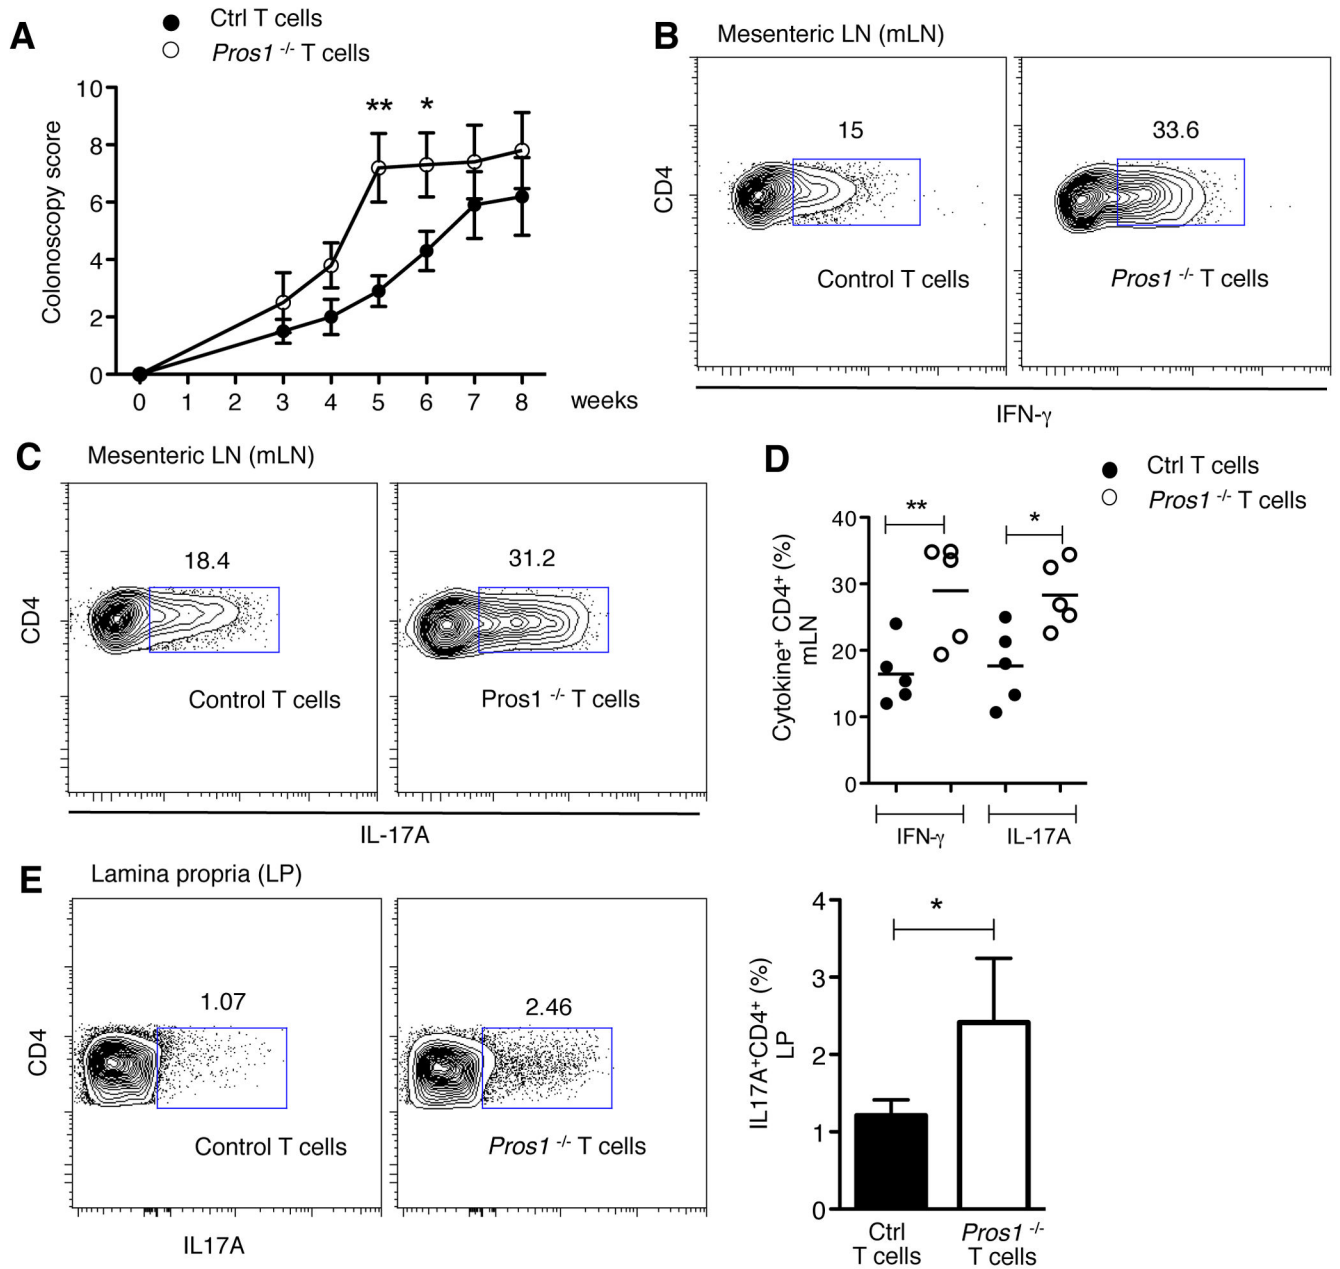 A
Ctrl T cells
Pros1 -/- T cells
Colonoscopy score
10
8
6
4
2
0
** *
0 1 2 3 4 5 6 7 8 weeks
B
Mesenteric LN (mLN)
CD4
15
Control T cells
33.6
Pros1 -/- T cells
IFN-γ
C
Mesenteric LN (mLN)
CD4
18.4
Control T cells
31.2
Pros1 -/- T cells
IL-17A
D
Ctrl T cells
Pros1 -/- T cells
Cytokine+ CD4+ (%)
mLN
40
30
20
10
0
** *
IFN-γ IL-17A
E
Lamina propria (LP)
CD4
1.07
Control T cells
2.46
Pros1 -/- T cells
IL17A
IL17A+CD4+ (%)
LP
4
3
2
1
0
*
Ctrl
T cells
Pros1 -/-
T cells